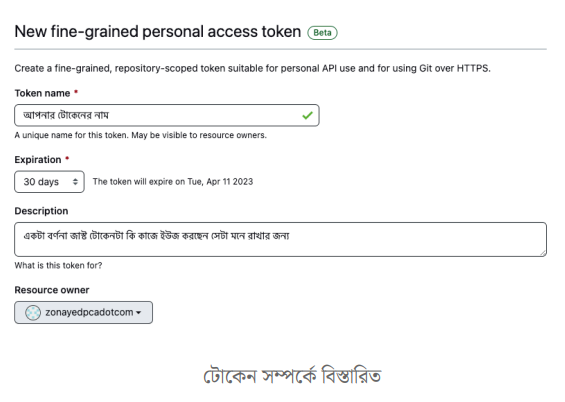 New fine-grained personal access token Beta
Create a fine-grained, repository-scoped token suitable for personal API use and for using Git over HTTPS.
Token name *
আপনার টোকেনের নাম
A unique name for this token. May be visible to resource owners.
Expiration *
30 days The token will expire on Tue, Apr 11 2023
Description
একটা বর্ণনা জাস্ট টোকেনটা কি কাজে ইউজ করছেন সেটা মনে রাখার জন্য
What is this token for?
Resource owner
zonayedpcadotcom
টোকেন সম্পর্কে বিস্তারিত